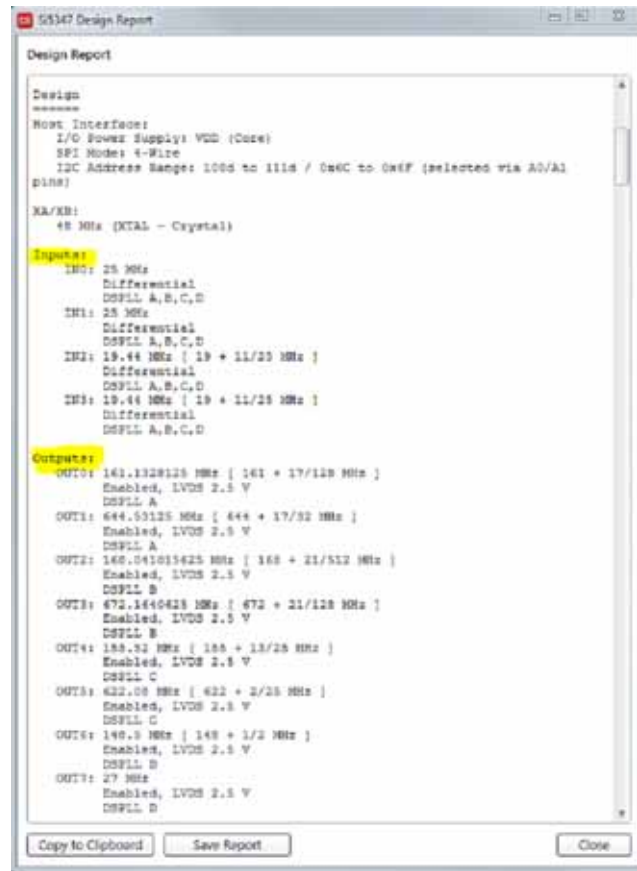 Si5347 Design Report
Design Report
Design
======
Host Interface:
I/O Power Supply: VDD (Core)
SPI Mode: 4-Wire
I2C Address Range: 108d to 111d / 0x6C to 0x6F (selected via A0/A1
pins)
XA/XB:
48 MHz (XTAL - Crystal)
Inputs:
IN0: 25 MHz
Differential
DSPLL A,B,C,D
IN1: 25 MHz
Differential
DSPLL A,B,C,D
IN2: 19.44 MHz [ 19 + 11/25 MHz ]
Differential
DSPLL A,B,C,D
IN3: 19.44 MHz [ 19 + 11/25 MHz ]
Differential
DSPLL A,B,C,D
Outputs:
OUT0: 161.1328125 MHz [ 161 + 17/128 MHz ]
Enabled, LVDS 2.5 V
DSPLL A
OUT1: 644.53125 MHz [ 644 + 17/32 MHz ]
Enabled, LVDS 2.5 V
DSPLL A
OUT2: 168.041015625 MHz [ 168 + 21/512 MHz ]
Enabled, LVDS 2.5 V
DSPLL B
OUT3: 672.1640625 MHz [ 672 + 21/128 MHz ]
Enabled, LVDS 2.5 V
DSPLL B
OUT4: 155.52 MHz [ 155 + 13/25 MHz ]
Enabled, LVDS 2.5 V
DSPLL C
OUT5: 622.08 MHz [ 622 + 2/25 MHz ]
Enabled, LVDS 2.5 V
DSPLL C
OUT6: 148.5 MHz [ 148 + 1/2 MHz ]
Enabled, LVDS 2.5 V
DSPLL D
OUT7: 27 MHz
Enabled, LVDS 2.5 V
DSPLL D
Copy to Clipboard
Save Report
Close